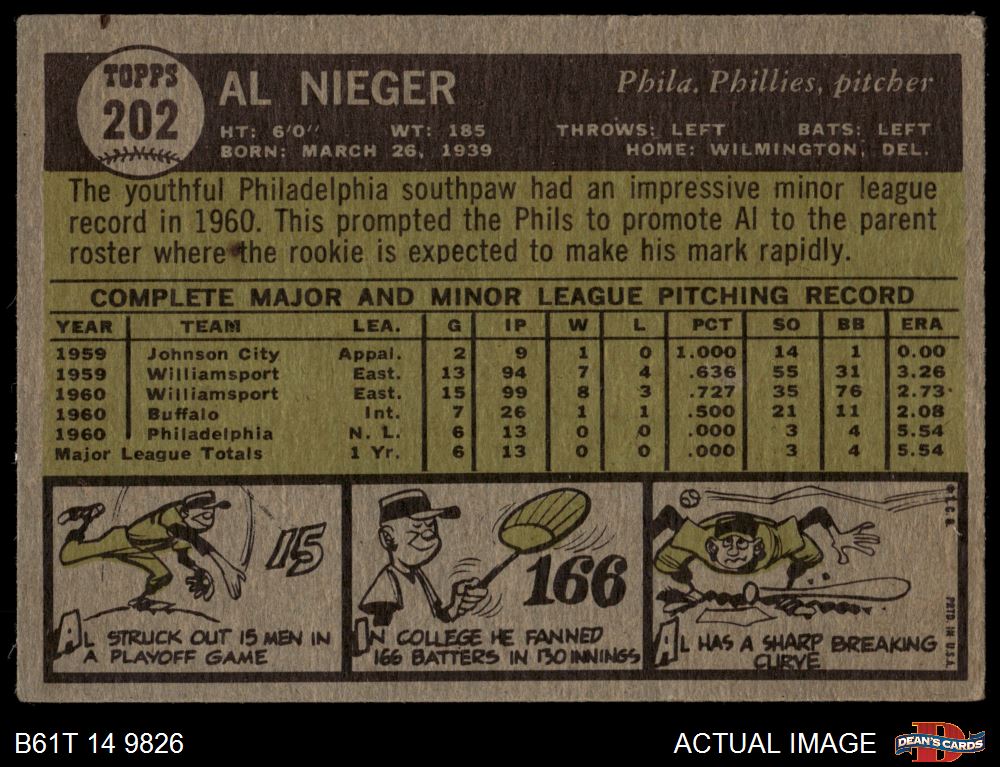 TOPPS
202
AL NIEGER
Phila. Phillies, pitcher
HT: 6'0" WT: 185 THROWS: LEFT BATS: LEFT
BORN: MARCH 26, 1939 HOME: WILMINGTON, DEL.
The youthful Philadelphia southpaw had an impressive minor league
record in 1960. This prompted the Phils to promote Al to the parent
roster where the rookie is expected to make his mark rapidly.
COMPLETE MAJOR AND MINOR LEAGUE PITCHING RECORD
YEAR TEAM LEA. G IP W L PCT SO BB ERA
1959 Johnson City Appal. 2 9 1 0 1.000 14 1 0.00
1959 Williamsport East. 13 94 7 4 .636 55 31 3.26
1960 Williamsport East. 15 99 8 3 .727 35 76 2.73
1960 Buffalo Int. 7 26 1 1 .500 21 11 2.08
1960 Philadelphia N. L. 6 13 0 0 .000 3 4 5.54
Major League Totals 1 Yr. 6 13 0 0 .000 3 4 5.54
15
AL STRUCK OUT 15 MEN IN
A PLAYOFF GAME
166
IN COLLEGE HE FANNED
166 BATTERS IN 130 INNINGS
AL HAS A SHARP BREAKING
CURVE
© T.C.G.
PRTD. IN U.S.A.
B61T 14 9826
ACTUAL IMAGE
DEAN'S CARDS